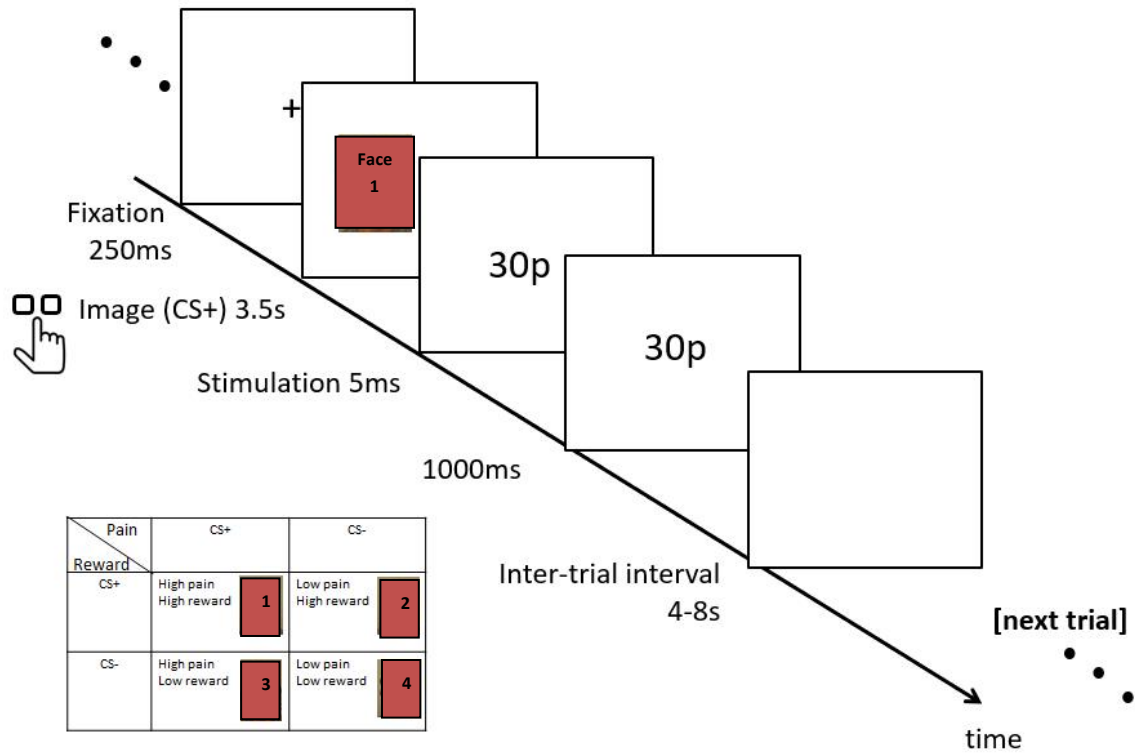 +
Face
1
30p
30p
Fixation
250ms
Image (CS+) 3.5s
Stimulation 5ms
1000ms
Inter-trial interval
4-8s
[next trial]
time
Pain
Reward
CS+
CS-
CS+
High pain
High reward
1
Low pain
High reward
2
CS-
High pain
Low reward
3
Low pain
Low reward
4